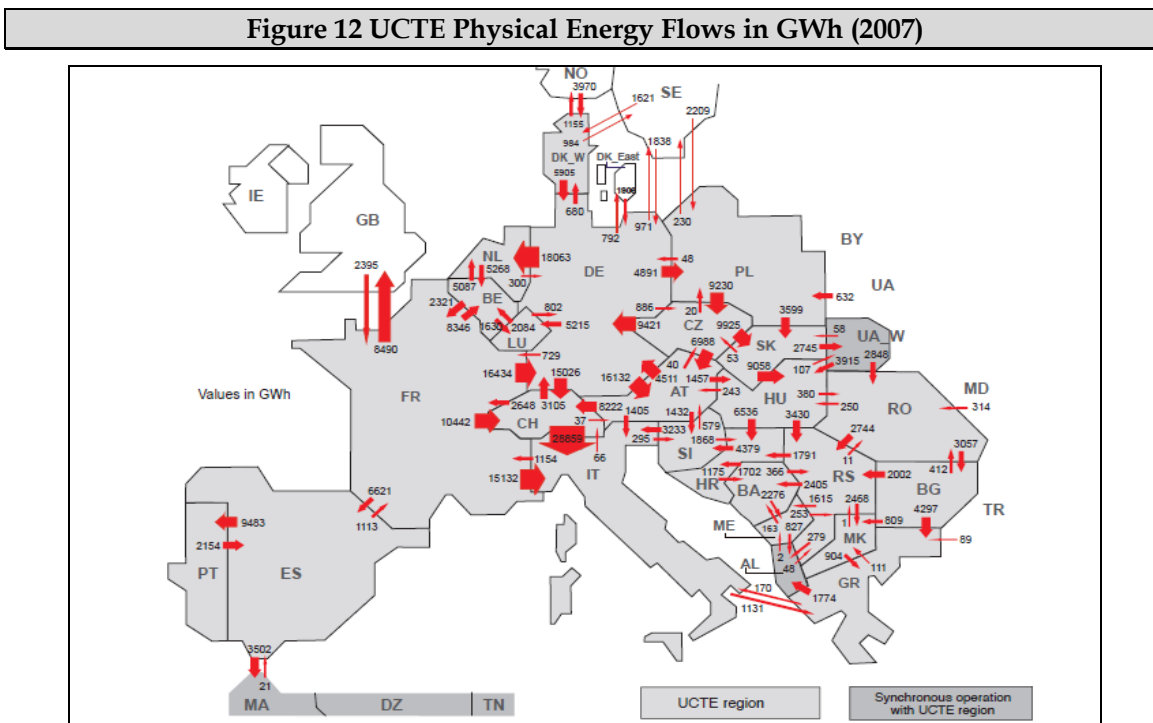 Figure 12 UCTE Physical Energy Flows in GWh (2007)
NO
3970
SE
1621
2209
1155
984
1838
DK_W
DK_East
5905
1906
IE
GB
680
792
971
230
BY
NL
18063
DE
48
PL
UA
2395
5268
4891
5087
300
9230
632
2321
BE
802
886
20
3599
8346
1630
2084
5215
9421
CZ
9925
58
UA_W
LU
6988
SK
2745
8490
729
53
3915
2848
16434
15026
16132
40
9058
107
4511
1457
AT
Values in GWh
FR
243
HU
380
RO
MD
2648
3105
8222
250
314
10442
CH
37
1405
1432
6536
3430
28859
579
2744
3233
295
1868
4379
3057
1154
66
SI
1791
11
412
15132
IT
1175
1702
366
RS
2002
HR
BA
2405
BG
6621
2276
1615
2468
TR
9483
253
4297
1113
ME
163
827
1
809
279
MK
89
2154
2
904
AL
48
111
PT
ES
170
GR
1131
1774
3502
21
MA
DZ
TN
UCTE region
Synchronous operation
with UCTE region